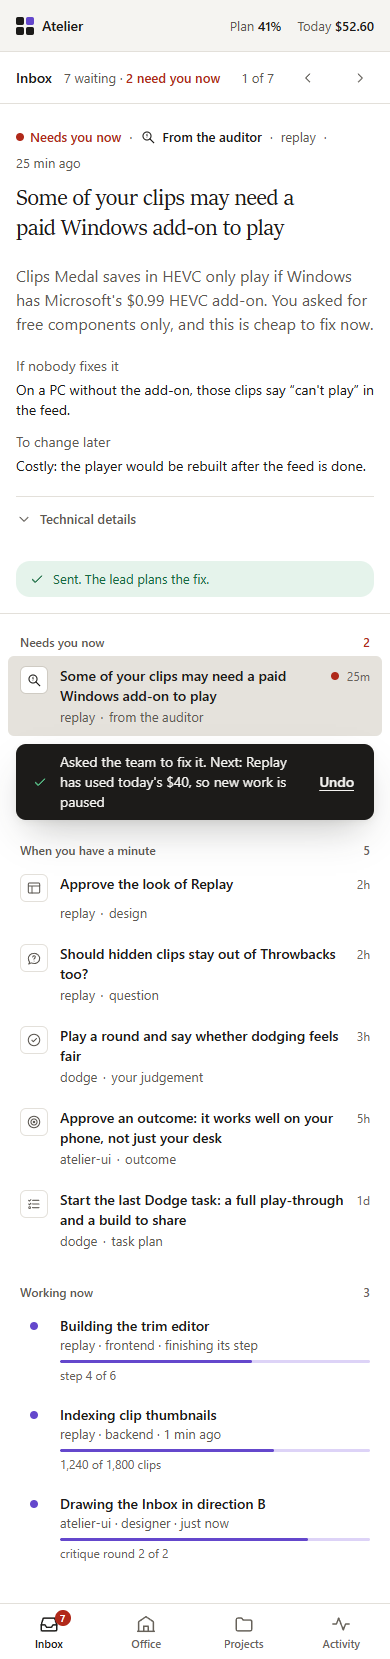 Atelier
Plan 41% Today $52.60
Inbox 7 waiting · 2 need you now 1 of 7
Needs you now · From the auditor · replay ·
25 min ago
Some of your clips may need a
paid Windows add-on to play
Clips Medal saves in HEVC only play if Windows
has Microsoft's $0.99 HEVC add-on. You asked for
free components only, and this is cheap to fix now.
If nobody fixes it
On a PC without the add-on, those clips say “can't play” in
the feed.
To change later
Costly: the player would be rebuilt after the feed is done.
Technical details
Sent. The lead plans the fix.
Needs you now 2
Some of your clips may need a paid 25m
Windows add-on to play
replay · from the auditor
Asked the team to fix it. Next: Replay
has used today's $40, so new work is
paused
Undo
When you have a minute 5
Approve the look of Replay 2h
replay · design
Should hidden clips stay out of Throwbacks 2h
too?
replay · question
Play a round and say whether dodging feels 3h
fair
dodge · your judgement
Approve an outcome: it works well on your 5h
phone, not just your desk
atelier-ui · outcome
Start the last Dodge task: a full play-through 1d
and a build to share
dodge · task plan
Working now 3
Building the trim editor
replay · frontend · finishing its step
step 4 of 6
Indexing clip thumbnails
replay · backend · 1 min ago
1,240 of 1,800 clips
Drawing the Inbox in direction B
atelier-ui · designer · just now
critique round 2 of 2
7
Inbox Office Projects Activity